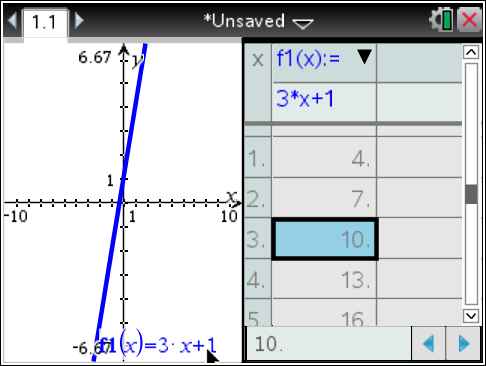 1.1 *Unsaved
6.67 y
1
x
-10 1 10
-6.67 f1(x)=3· x+1
x f1(x):= ▼
3*x+1
1. 4.
2. 7.
3. 10.
4. 13.
5. 16.
10.